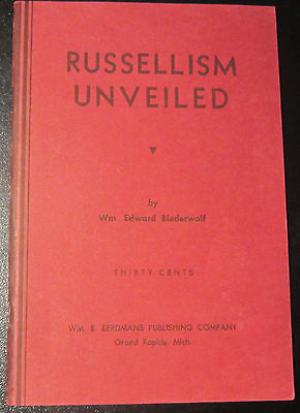 RUSSELLISM
UNVEILED
by
Wm. Edward Biederwolf
THIRTY CENTS
WM. B. EERDMANS PUBLISHING COMPANY
Grand Rapids, Mich.